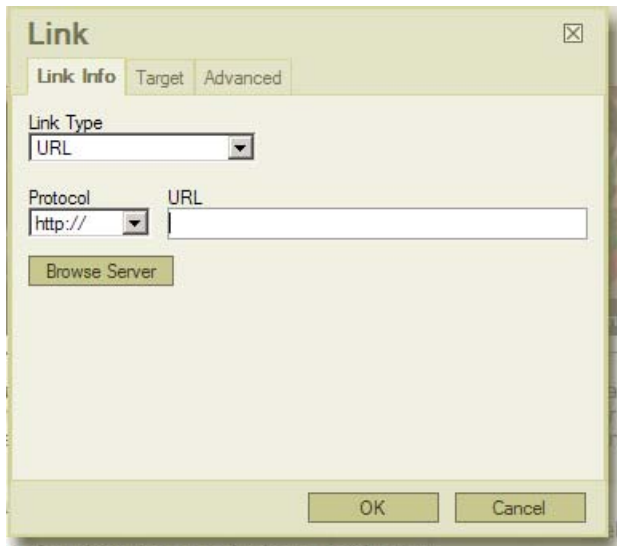 Link
Link Info Target Advanced
Link Type
URL
Protocol URL
http://
Browse Server
OK Cancel